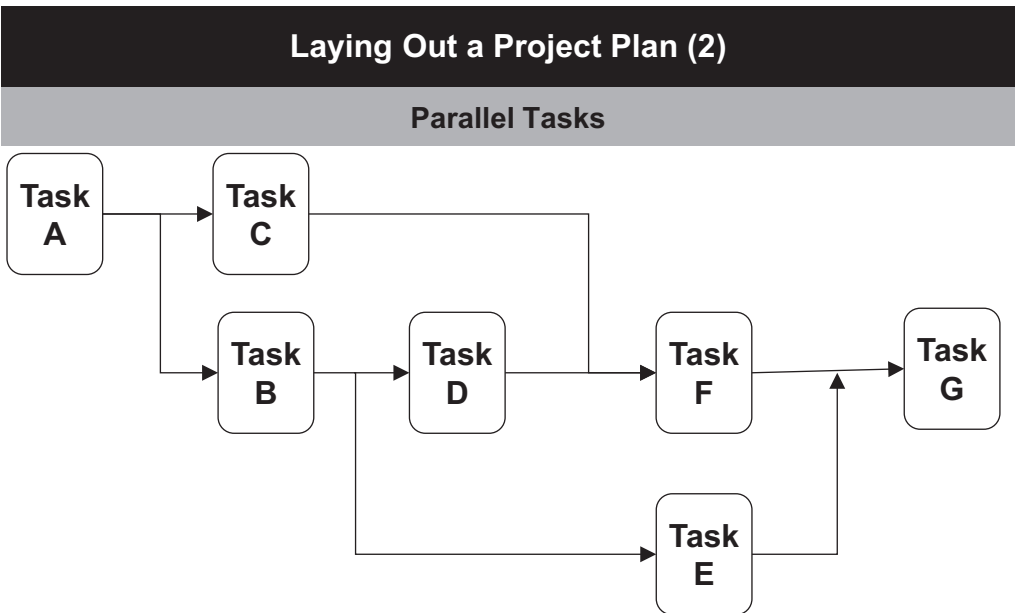 Laying Out a Project Plan (2)
Parallel Tasks
Task
A
Task
C
Task
B
Task
D
Task
F
Task
G
Task
E